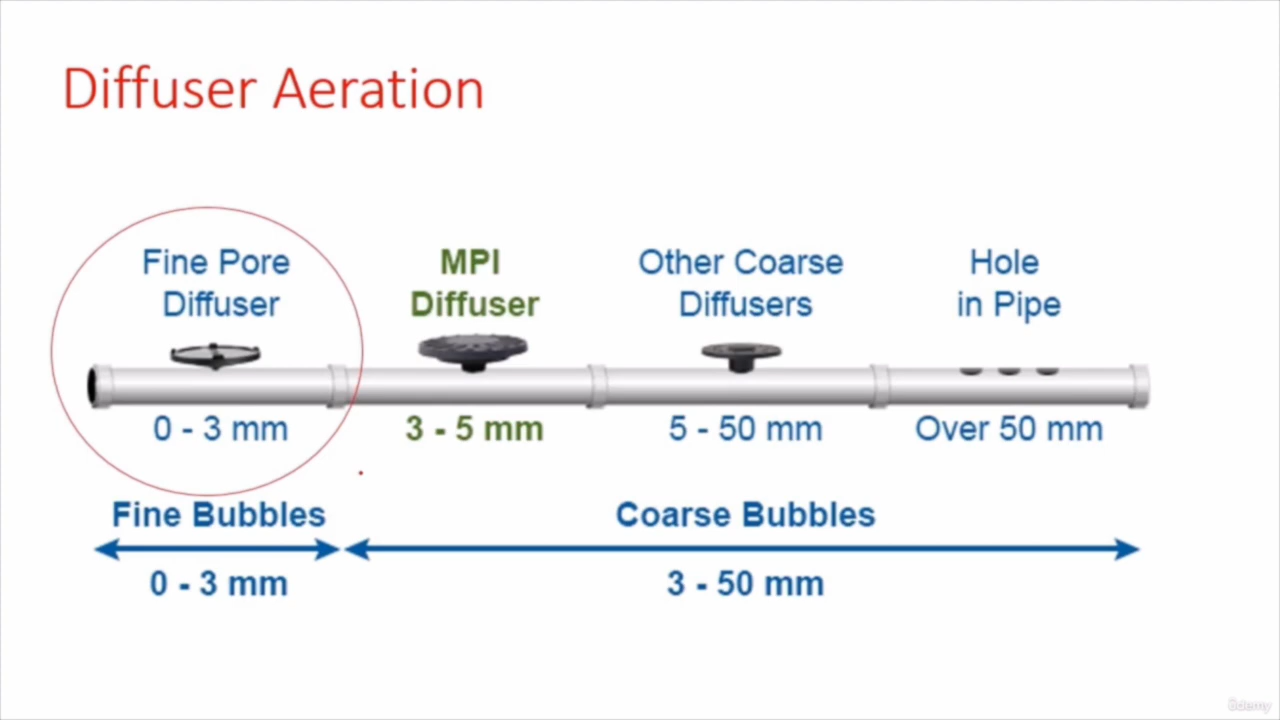 Diffuser Aeration
Fine Pore
Diffuser
MPI
Diffuser
Other Coarse
Diffusers
Hole
in Pipe
0 - 3 mm
3 - 5 mm
5 - 50 mm
Over 50 mm
Fine Bubbles
Coarse Bubbles
0 - 3 mm
3 - 50 mm
ûdemy